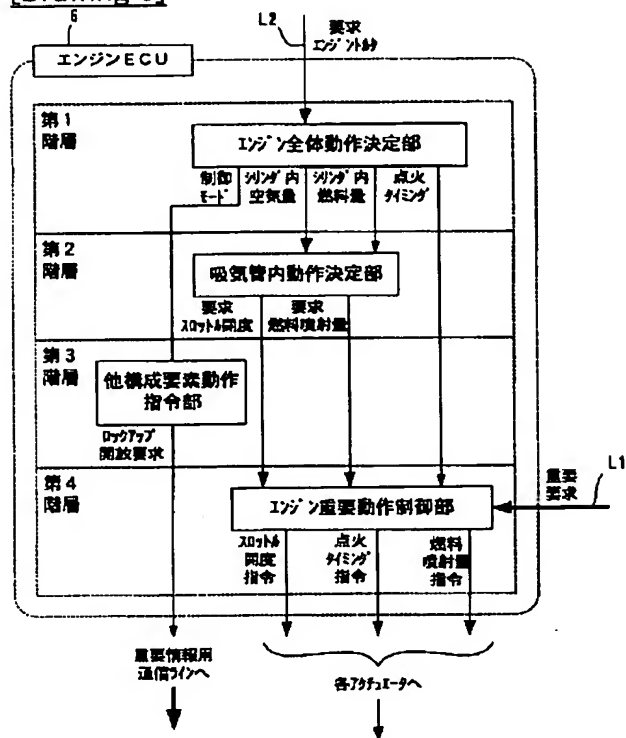 6
エンジンECU
L2
要求
エンジントルク
第1
階層
エンジン全体動作決定部
制御
モード
シリンダ内
空気量
シリンダ内
燃料量
点火
タイミング
第2
階層
吸気管内動作決定部
要求
スロットル開度
要求
燃料噴射量
第3
階層
他構成要素動作
指令部
ロックアップ
開放要求
第4
階層
エンジン重要動作制御部
重要
要求
L1
スロットル
開度
指令
点火
タイミング
指令
燃料
噴射量
指令
重要情報用
通信ラインへ
各アクチュエータへ